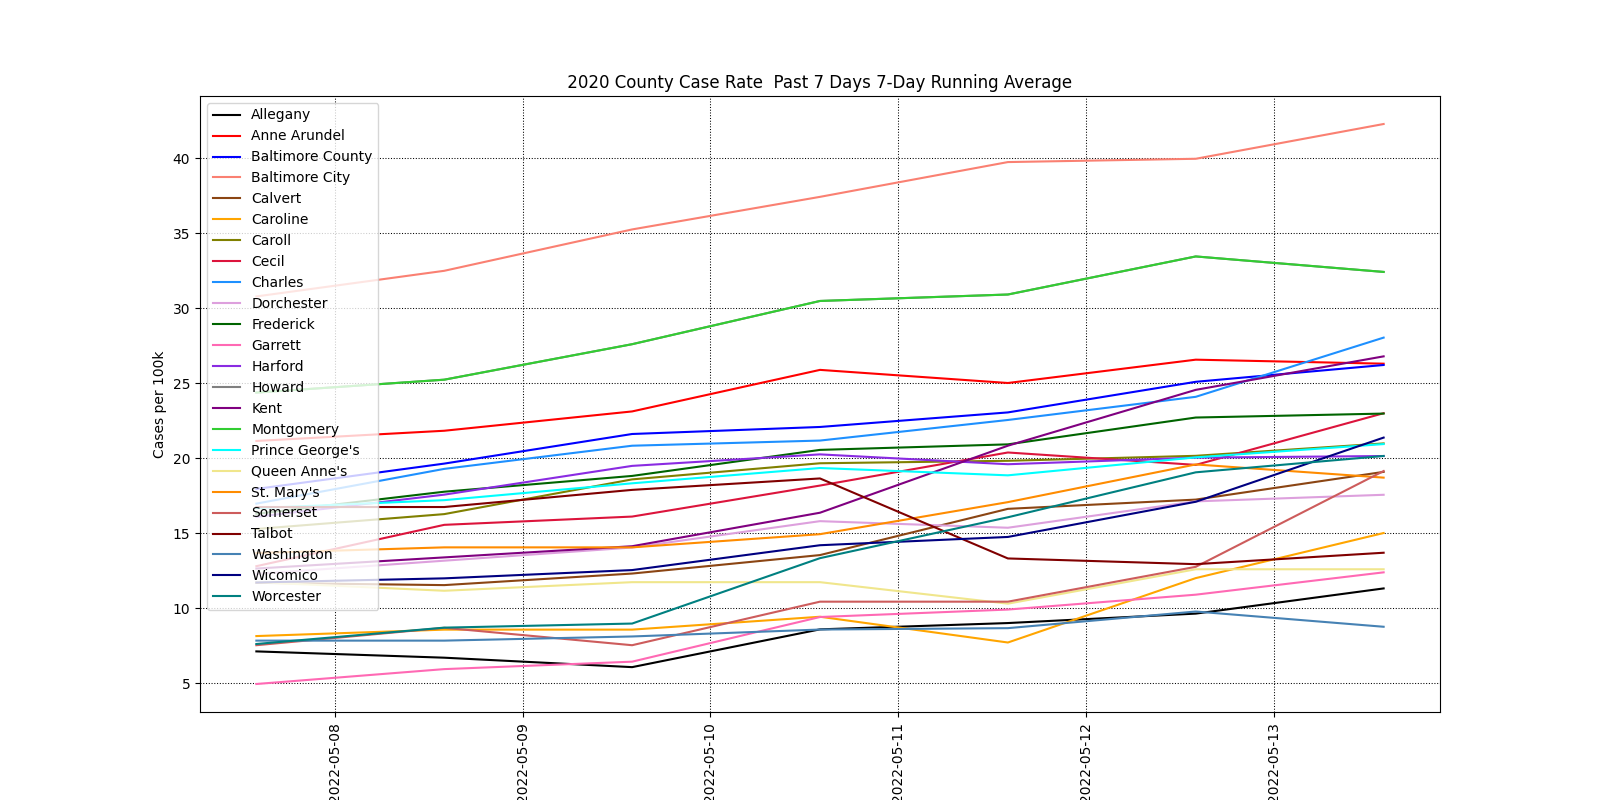 2020 County Case Rate  Past 7 Days 7-Day Running Average
Cases per 100k
40
35
30
25
20
15
10
5
Allegany
Anne Arundel
Baltimore County
Baltimore City
Calvert
Caroline
Caroll
Cecil
Charles
Dorchester
Frederick
Garrett
Harford
Howard
Kent
Montgomery
Prince George's
Queen Anne's
St. Mary's
Somerset
Talbot
Washington
Wicomico
Worcester
2022-05-08
2022-05-09
2022-05-10
2022-05-11
2022-05-12
2022-05-13